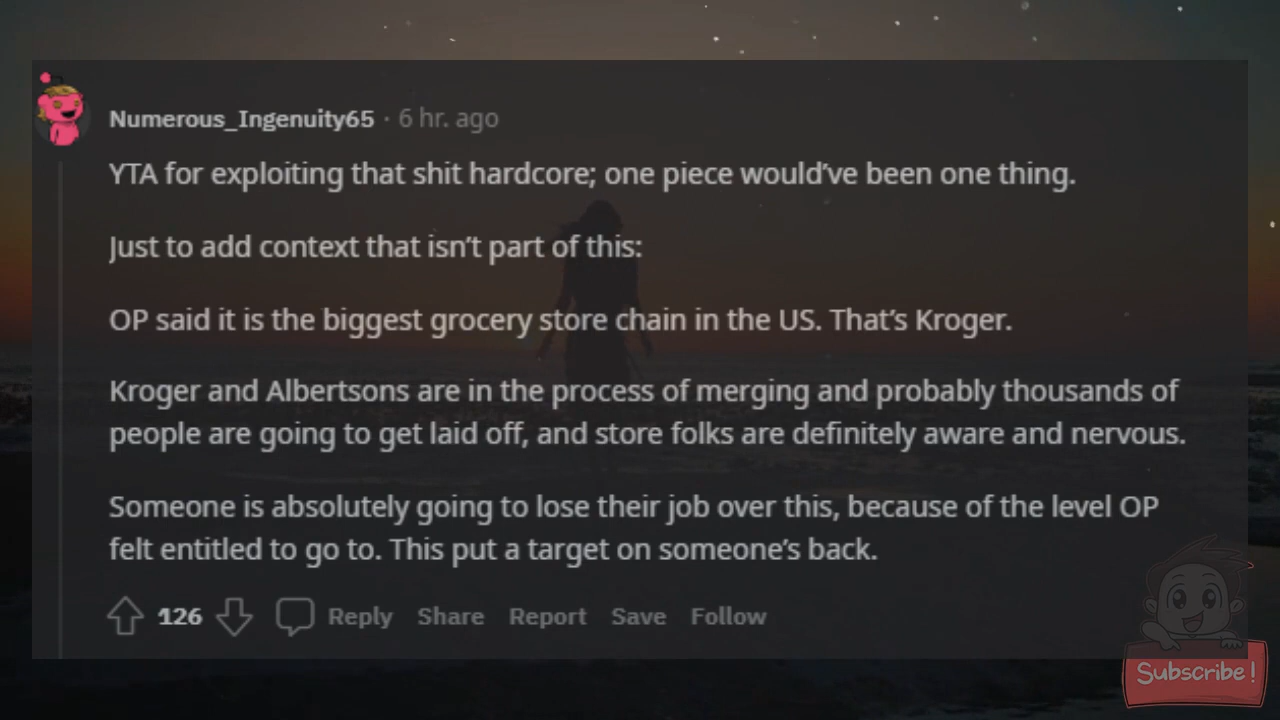 Numerous_Ingenuity65 · 6 hr. ago
YTA for exploiting that shit hardcore; one piece would’ve been one thing.
Just to add context that isn’t part of this:
OP said it is the biggest grocery store chain in the US. That’s Kroger.
Kroger and Albertsons are in the process of merging and probably thousands of
people are going to get laid off, and store folks are definitely aware and nervous.
Someone is absolutely going to lose their job over this, because of the level OP
felt entitled to go to. This put a target on someone’s back.
126 Reply Share Report Save Follow
Subscribe!